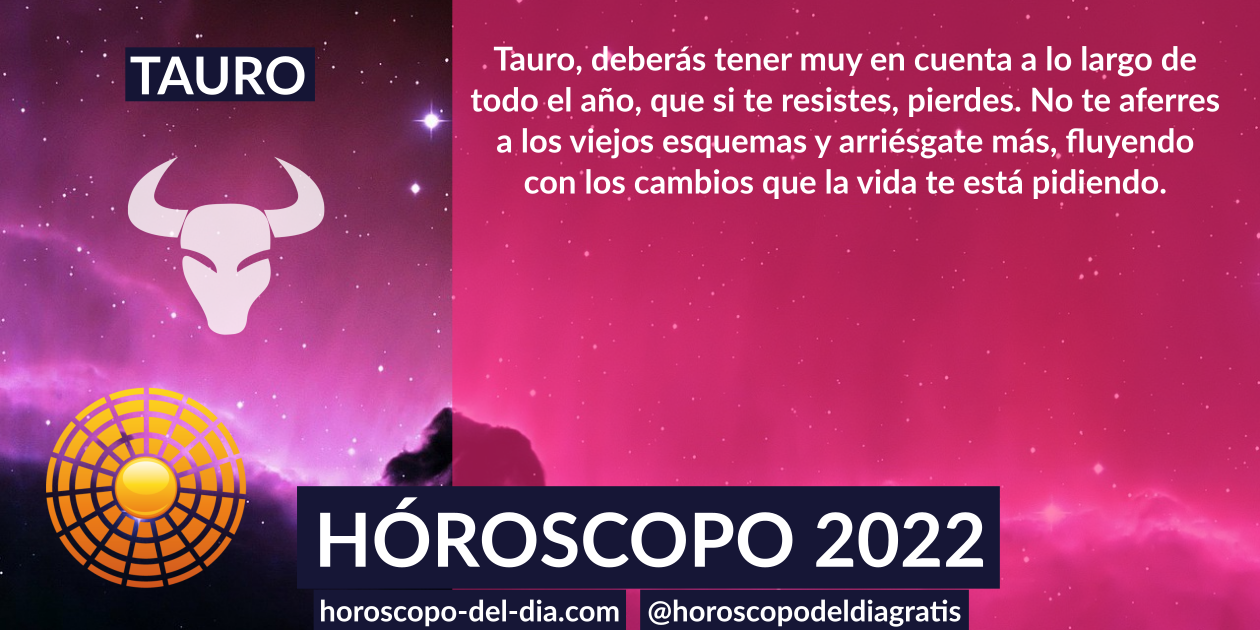 TAURO
Tauro, deberás tener muy en cuenta a lo largo de
todo el año, que si te resistes, pierdes. No te aferres
a los viejos esquemas y arriésgate más, fluyendo
con los cambios que la vida te está pidiendo.
HÓROSCOPO 2022
horoscopo-del-dia.com
@horoscopodeldiagratis